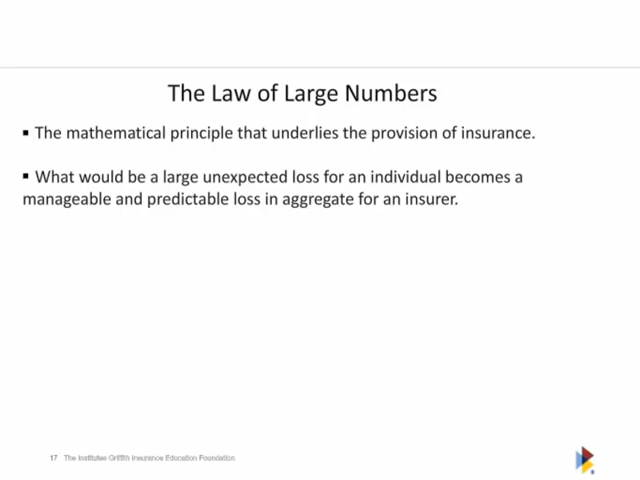 The Law of Large Numbers
▪ The mathematical principle that underlies the provision of insurance.
▪ What would be a large unexpected loss for an individual becomes a
manageable and predictable loss in aggregate for an insurer.
17 The Institutes Griffith Insurance Education Foundation